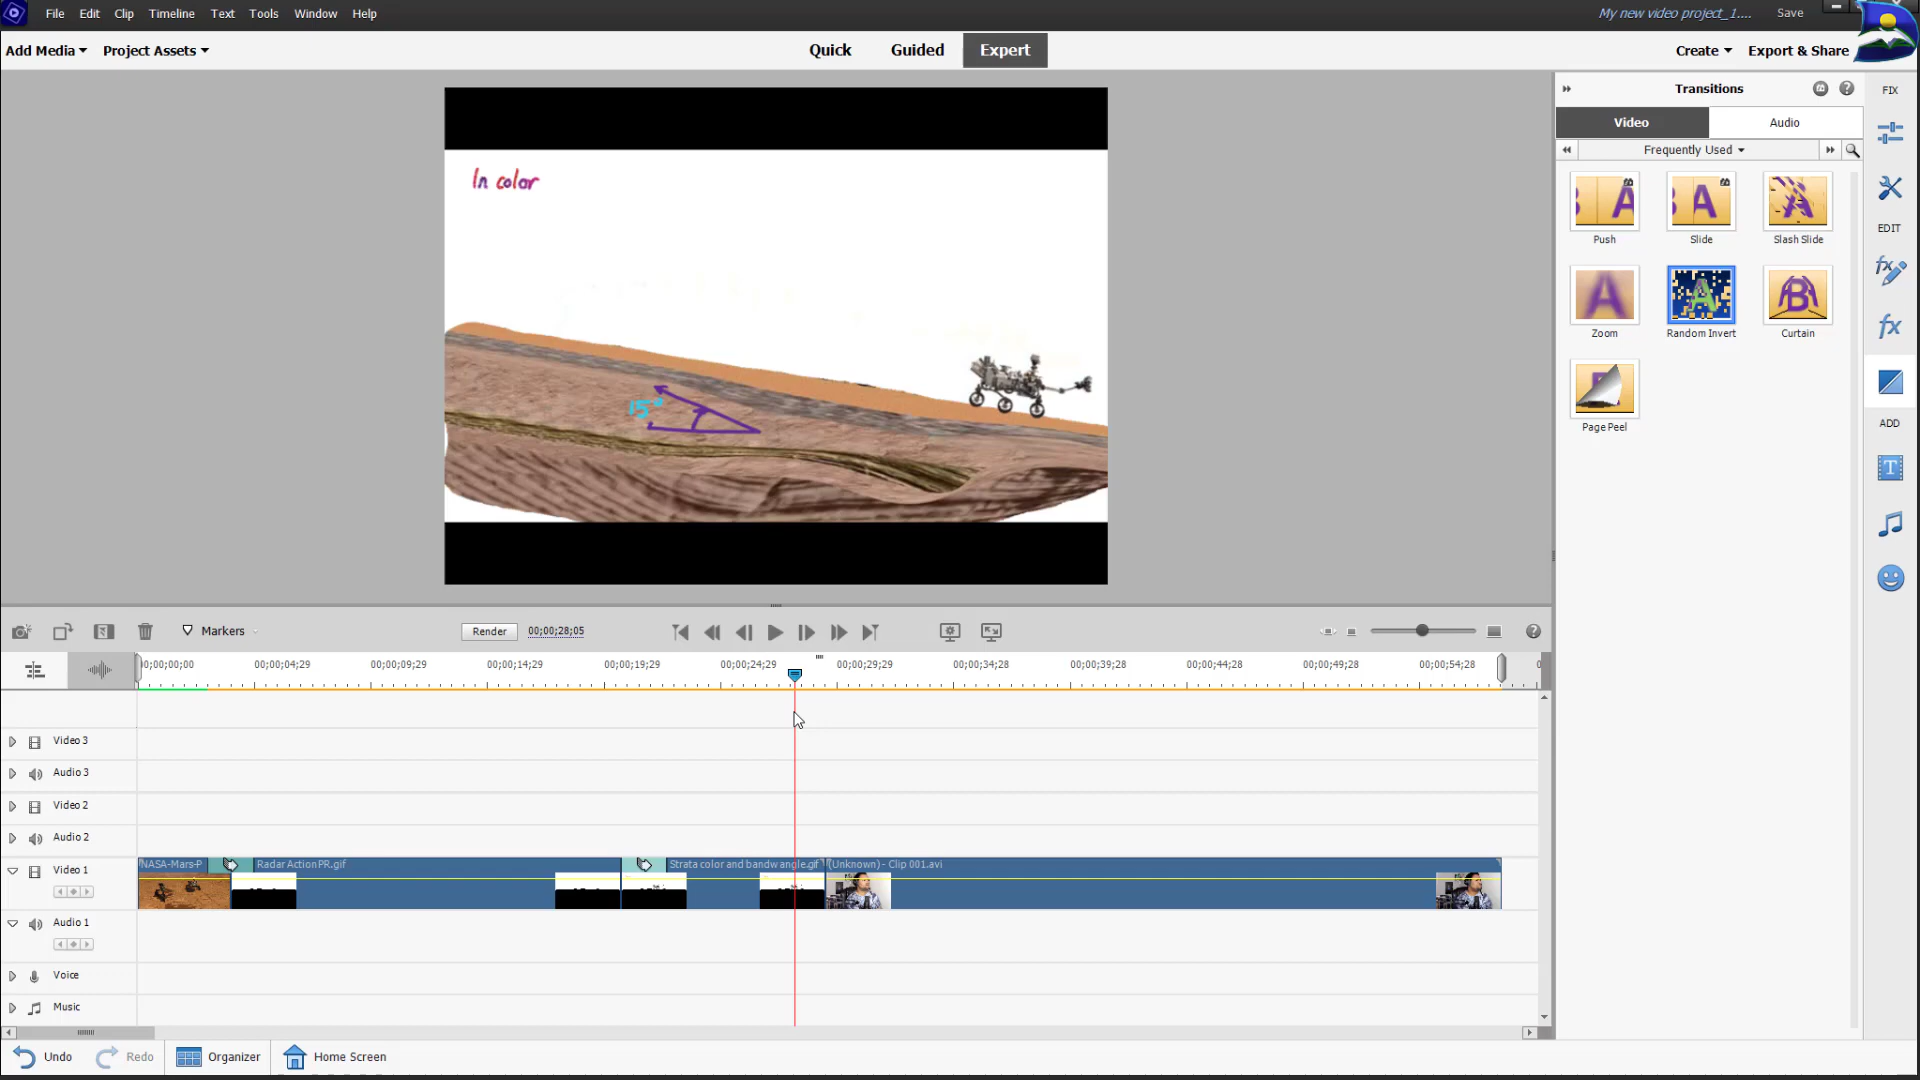 File Edit Clip Timeline Text Tools Window Help
My new video project_1.... Save
Add Media Project Assets
Quick Guided Expert
Create Export & Share
Transitions
Video Audio
Frequently Used
Push Slide Slash Slide
Zoom Random Invert Curtain
Page Peel
FIX
EDIT
ADD
In color
15°
Markers
Render 00;00;28;05
00;00;00;00 00;00;04;29 00;00;09;29 00;00;14;29 00;00;19;29 00;00;24;29 00;00;29;29 00;00;34;28 00;00;39;28 00;00;44;28 00;00;49;28 00;00;54;28
Video 3
Audio 3
Video 2
Audio 2
Video 1
NASA-Mars-P Radar Action PR.gif Strata color and bandw angle.gif (Unknown) - Clip 001.avi
Audio 1
Voice
Music
Undo Redo Organizer Home Screen